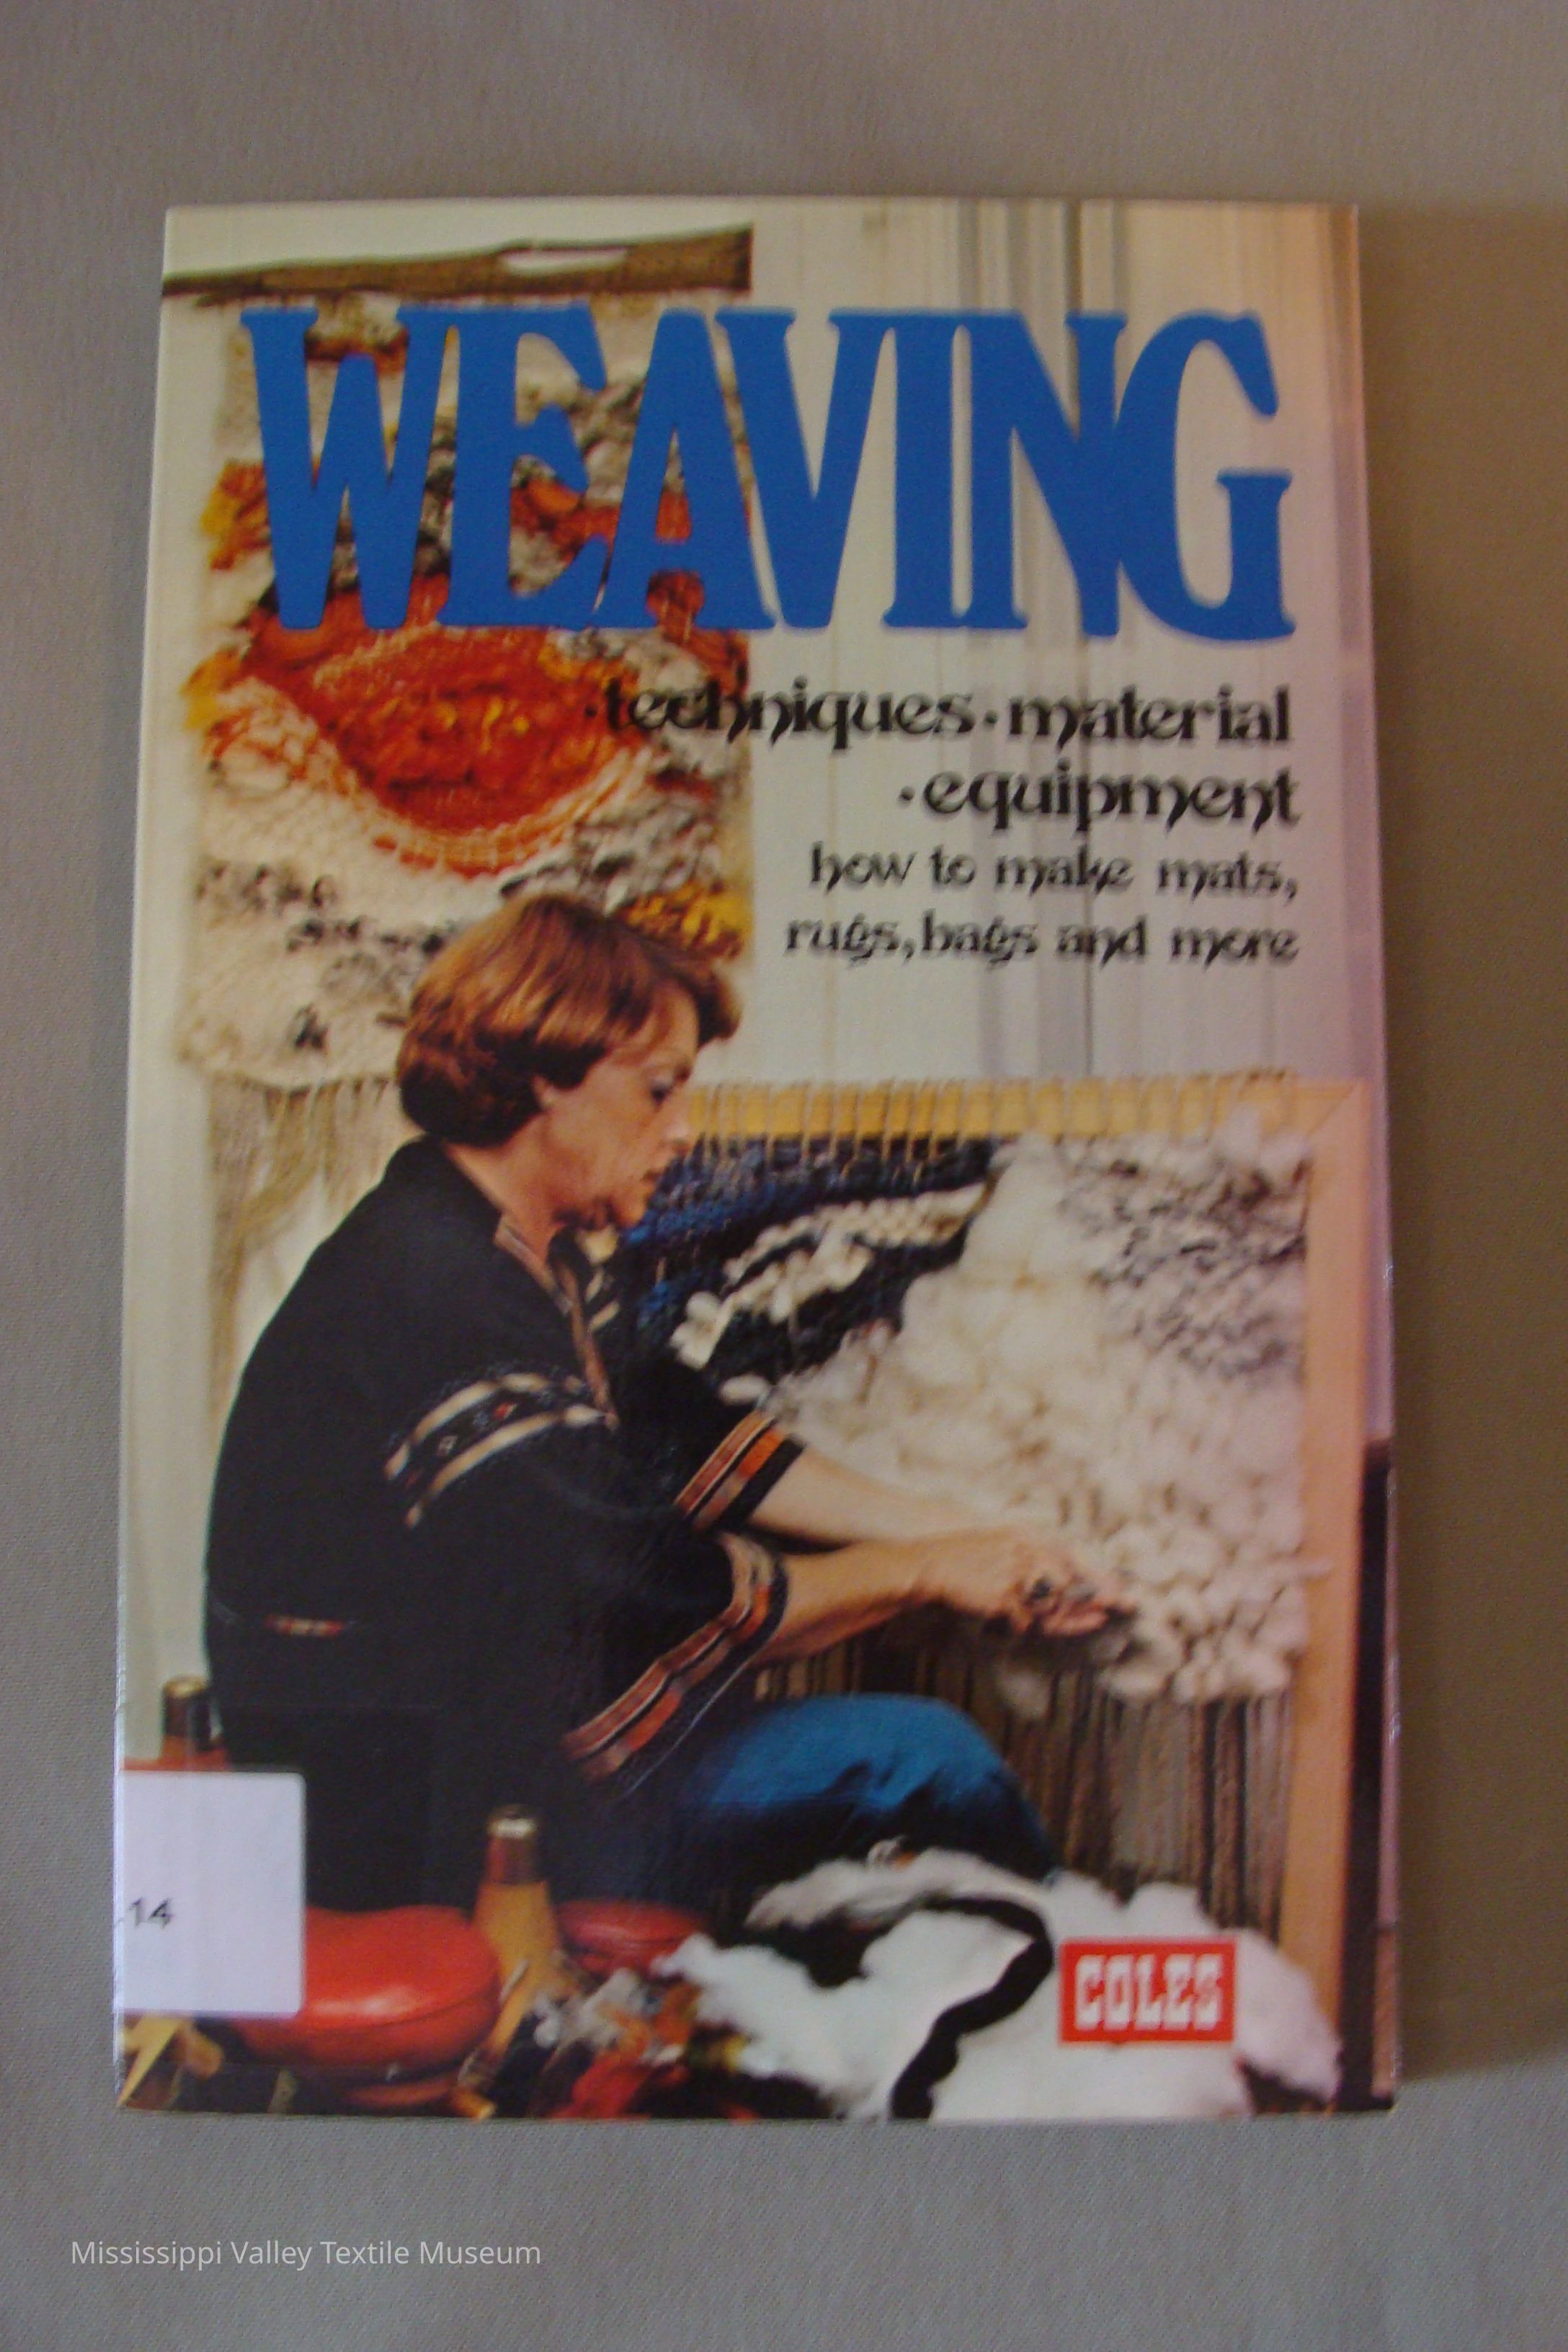 WEAVING
·techniques·material
·equipment
how to make mats,
rugs, bags and more
.14
COLES
Mississippi Valley Textile Museum